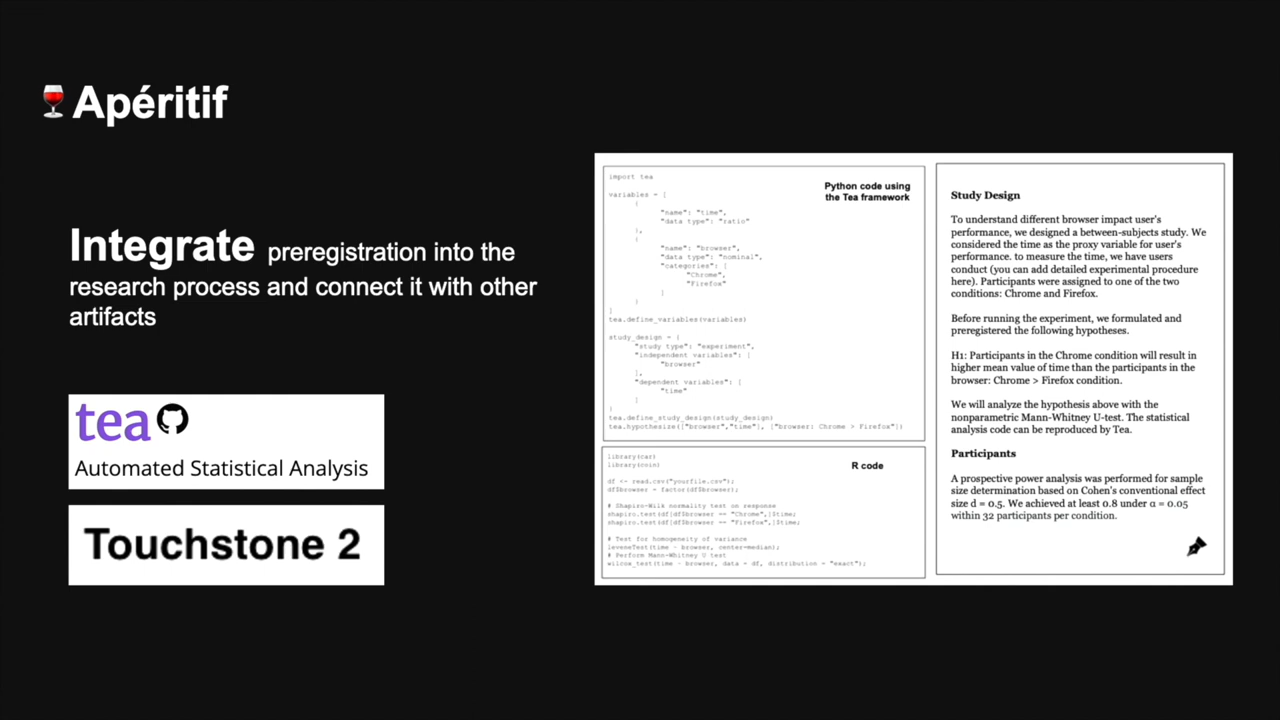 Apéritif
Integrate preregistration into the
research process and connect it with other
artifacts
tea
Automated Statistical Analysis
Touchstone 2
Python code using
the Tea framework
import tea
variables = [
{
"name": "time",
"data type": "ratio"
},
{
"name": "browser",
"data type": "nominal",
"categories": [
"Chrome",
"Firefox"
]
}
]
tea.define_variables(variables)
study_design = {
"study type": "experiment",
"independent variables": [
"browser"
],
"dependent variables": [
"time"
]
}
tea.define_study_design(study_design)
tea.hypothesize(["browser","time"], ["browser: Chrome > Firefox"])
R code
library(car)
library(coin)
df <- read.csv("yourfile.csv");
df$browser = factor(df$browser);
# Shapiro-Wilk normality test on response
shapiro.test(df[df$browser == "Chrome",]$time;
shapiro.test(df[df$browser == "Firefox",]$time;
# Test for homogeneity of variance
leveneTest(time ~ browser, center=median);
# Perform Mann-Whitney U test
wilcox_test(time ~ browser, data = df, distribution = "exact");
Study Design
To understand different browser impact user's
performance, we designed a between-subjects study. We
considered the time as the proxy variable for user's
performance. to measure the time, we have users
conduct (you can add detailed experimental procedure
here). Participants were assigned to one of the two
conditions: Chrome and Firefox.
Before running the experiment, we formulated and
preregistered the following hypotheses.
H1: Participants in the Chrome condition will result in
higher mean value of time than the participants in the
browser: Chrome > Firefox condition.
We will analyze the hypothesis above with the
nonparametric Mann-Whitney U-test. The statistical
analysis code can be reproduced by Tea.
Participants
A prospective power analysis was performed for sample
size determination based on Cohen's conventional effect
size d = 0.5. We achieved at least 0.8 under α = 0.05
within 32 participants per condition.